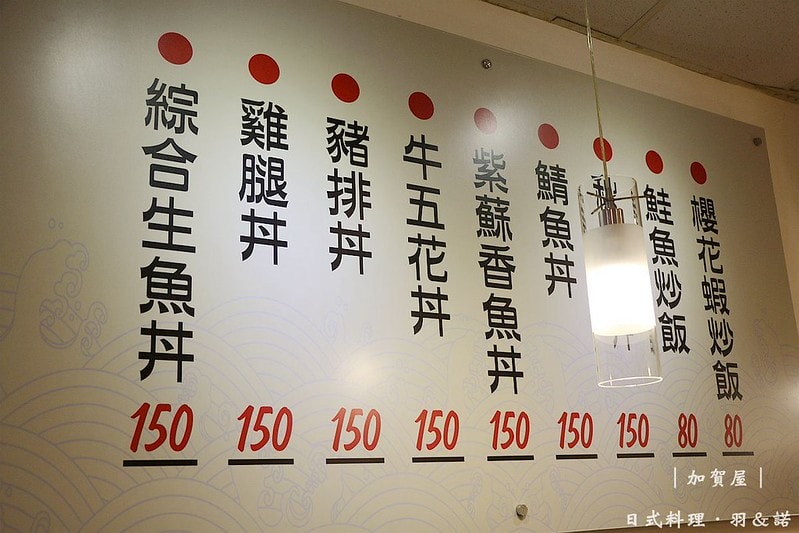 綜合生魚丼
150
雞腿丼
150
豬排丼
150
牛五花丼
150
紫蘇香魚丼
150
鯖魚丼
150
150
鮭魚炒飯
80
櫻花蝦炒飯
80
｜加賀屋｜
日式料理・羽&諾